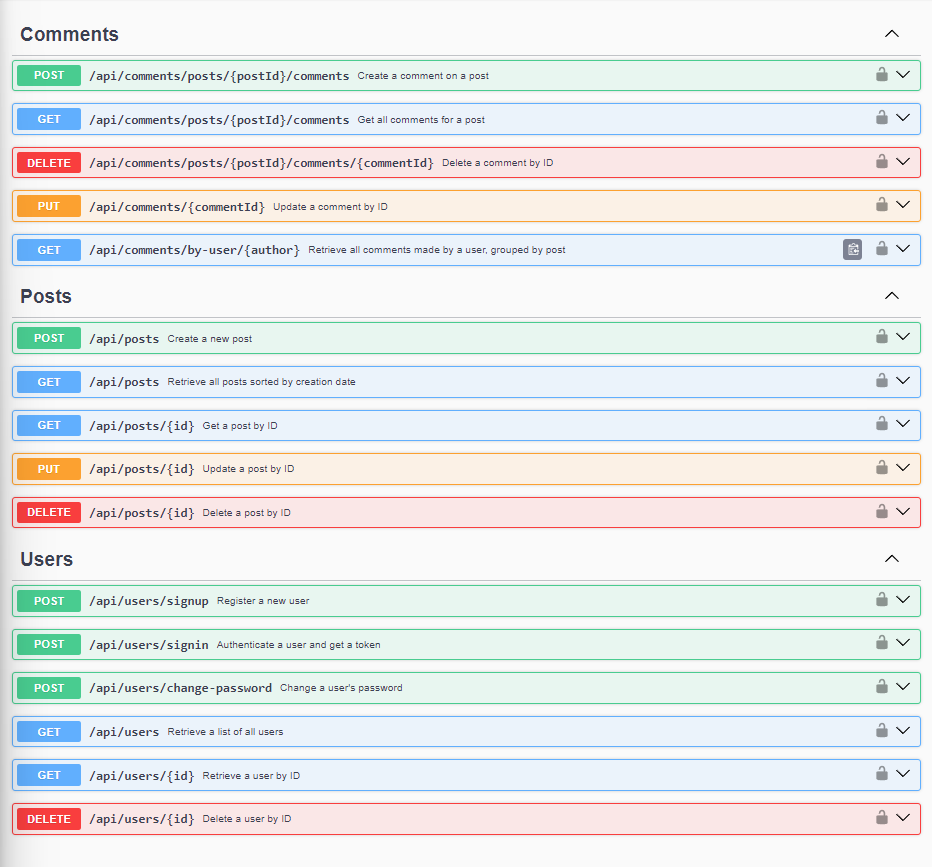 Comments
POST /api/comments/posts/{postId}/comments Create a comment on a post
GET /api/comments/posts/{postId}/comments Get all comments for a post
DELETE /api/comments/posts/{postId}/comments/{commentId} Delete a comment by ID
PUT /api/comments/{commentId} Update a comment by ID
GET /api/comments/by-user/{author} Retrieve all comments made by a user, grouped by post
Posts
POST /api/posts Create a new post
GET /api/posts Retrieve all posts sorted by creation date
GET /api/posts/{id} Get a post by ID
PUT /api/posts/{id} Update a post by ID
DELETE /api/posts/{id} Delete a post by ID
Users
POST /api/users/signup Register a new user
POST /api/users/signin Authenticate a user and get a token
POST /api/users/change-password Change a user's password
GET /api/users Retrieve a list of all users
GET /api/users/{id} Retrieve a user by ID
DELETE /api/users/{id} Delete a user by ID